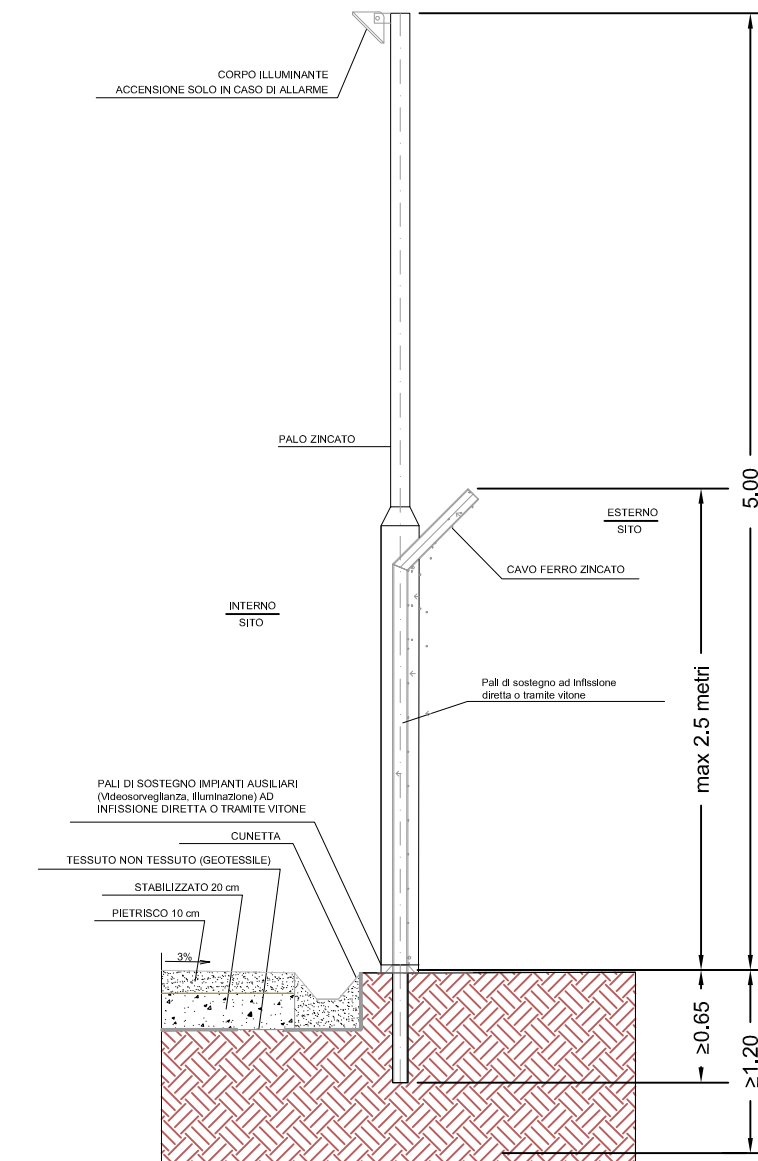 CORPO ILLUMINANTE
ACCENSIONE SOLO IN CASO DI ALLARME
PALO ZINCATO
5.00
ESTERNO
SITO
CAVO FERRO ZINCATO
INTERNO
SITO
Pali di sostegno ad infissione
diretta o tramite vitone
max 2.5 metri
PALI DI SOSTEGNO IMPIANTI AUSILIARI
(Videosorveglianza, Illuminazione) AD
INFISSIONE DIRETTA O TRAMITE VITONE
CUNETTA
TESSUTO NON TESSUTO (GEOTESSILE)
STABILIZZATO 20 cm
PIETRISCO 10 cm
3%
≥0.65
≥1.20